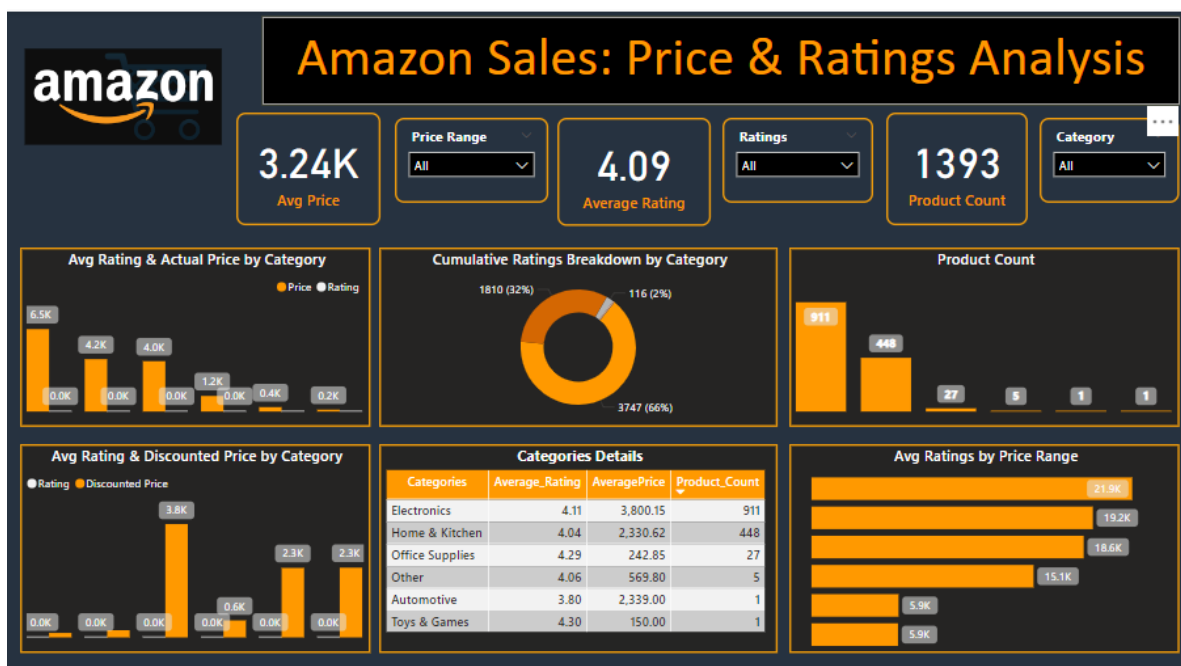 amazon
Amazon Sales: Price & Ratings Analysis
3.24K
Avg Price
Price Range
All
4.09
Average Rating
Ratings
All
1393
Product Count
...
Category
All
Avg Rating & Actual Price by Category
Price Rating
6.5K
4.2K
4.0K
1.2K
0.4K
0.2K
0.0K
0.0K
0.0K
0.0K
Cumulative Ratings Breakdown by Category
1810 (32%)
116 (2%)
3747 (66%)
Product Count
911
448
27
5
1
1
Avg Rating & Discounted Price by Category
Rating Discounted Price
3.8K
2.3K
2.3K
0.6K
0.0K
0.0K
0.0K
0.0K
0.0K
0.0K
Categories Details
Categories Average_Rating AveragePrice Product_Count
Electronics 4.11 3,800.15 911
Home & Kitchen 4.04 2,330.62 448
Office Supplies 4.29 242.85 27
Other 4.06 569.80 5
Automotive 3.80 2,339.00 1
Toys & Games 4.30 150.00 1
Avg Ratings by Price Range
21.9K
19.2K
18.6K
15.1K
5.9K
5.9K